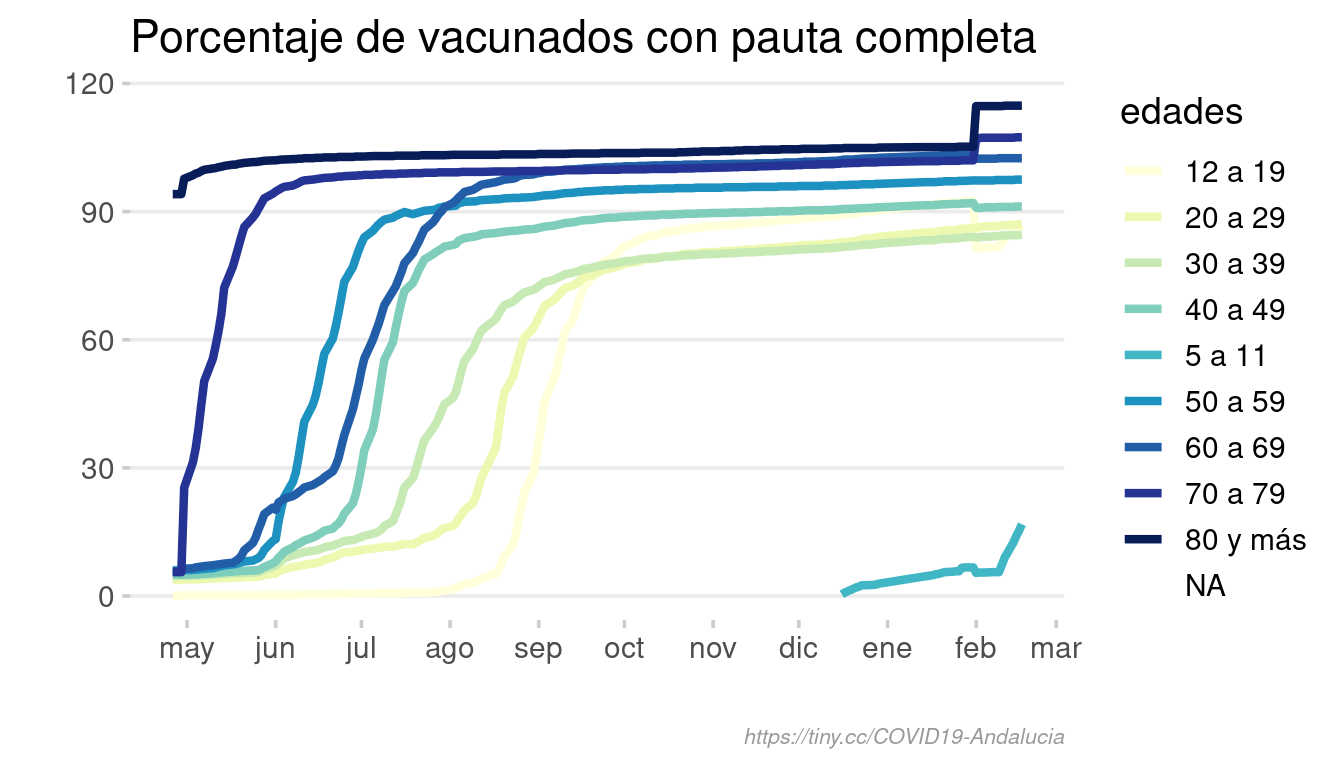 Porcentaje de vacunados con pauta completa
120
90
60
30
0
may jun jul ago sep oct nov dic ene feb mar
edades
12 a 19
20 a 29
30 a 39
40 a 49
5 a 11
50 a 59
60 a 69
70 a 79
80 y más
NA
https://tiny.cc/COVID19-Andalucia